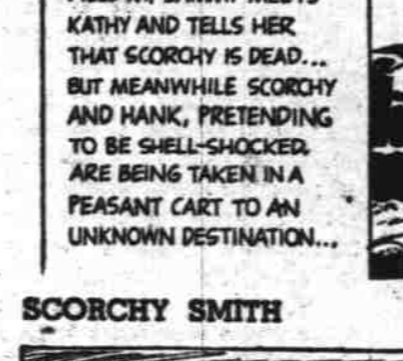 KATHY AND TELLS HER
THAT SCORCHY IS DEAD...
BUT MEANWHILE SCORCHY
AND HANK, PRETENDING
TO BE SHELL-SHOCKED,
ARE BEING TAKEN IN A
PEASANT CART TO AN
UNKNOWN DESTINATION...
SCORCHY SMITH